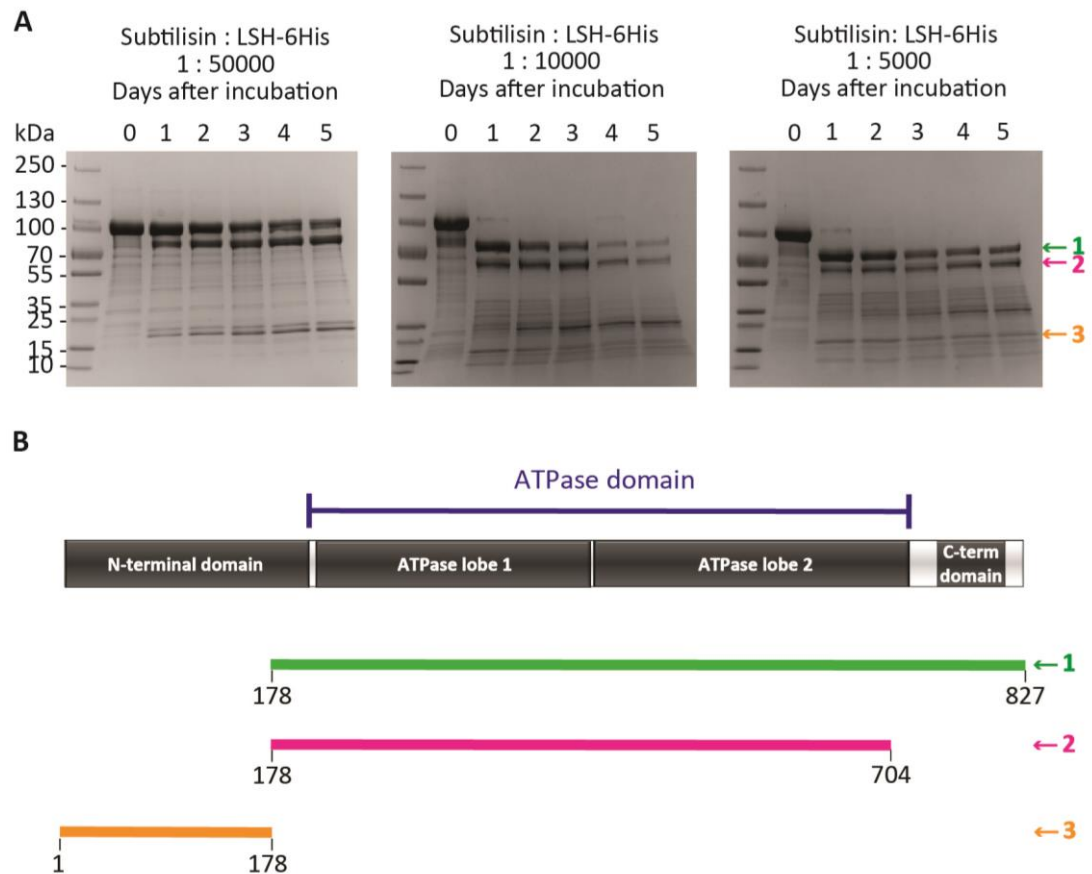 A
Subtilisin : LSH-6His
1 : 50000
Days after incubation
Subtilisin : LSH-6His
1 : 10000
Days after incubation
Subtilisin: LSH-6His
1 : 5000
Days after incubation
kDa 0 1 2 3 4 5 0 1 2 3 4 5 0 1 2 3 4 5
250 -
130 -
100 -
70 -
55 -
35 -
25 -
15 -
10 -
←1
←2
←3
B
ATPase domain
N-terminal domain ATPase lobe 1 ATPase lobe 2 C-term
domain
←1
178 827
←2
178 704
←3
1 178